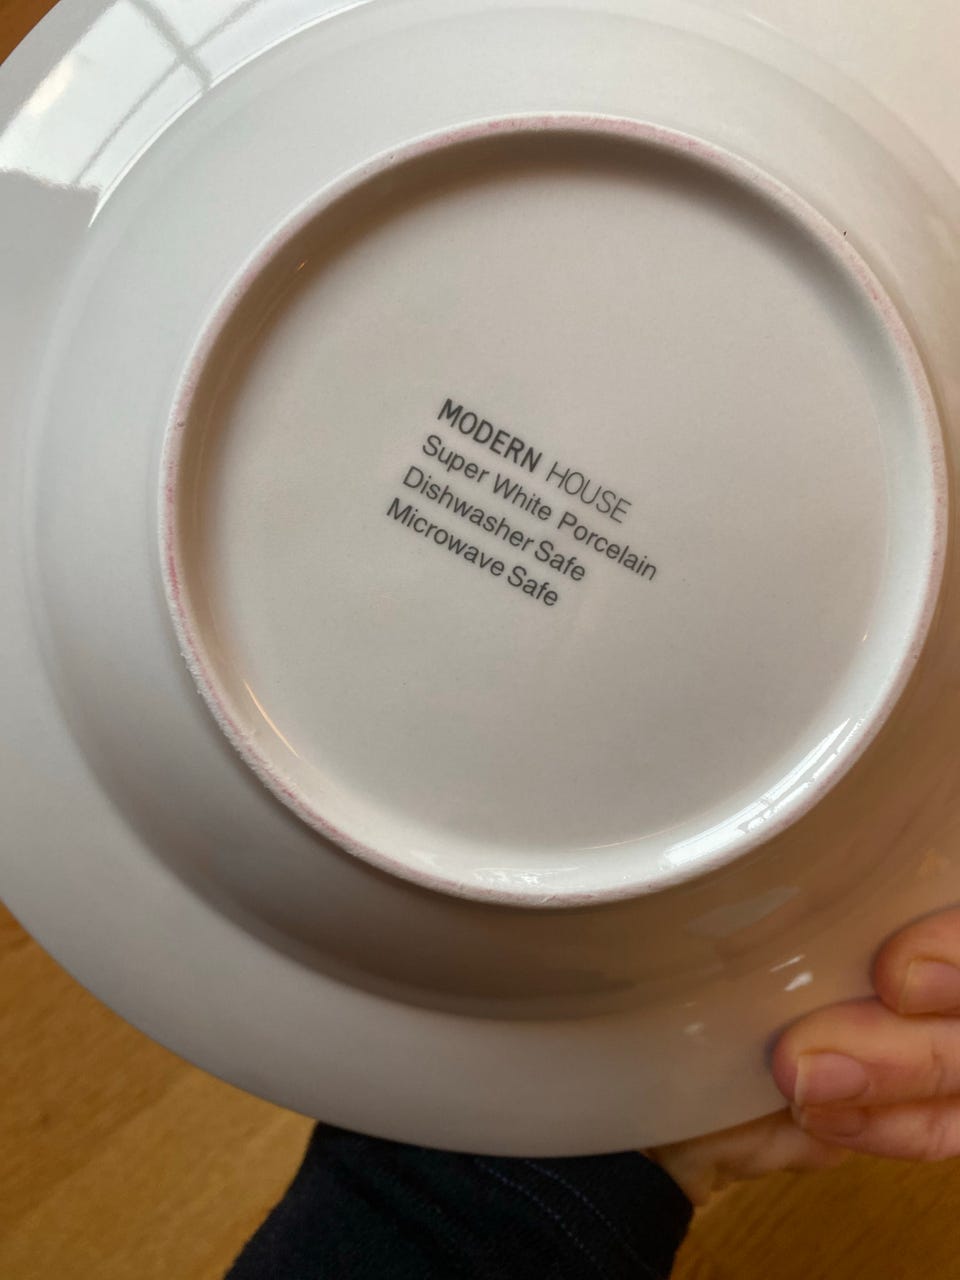 MODERN HOUSE
Super White Porcelain
Dishwasher Safe
Microwave Safe